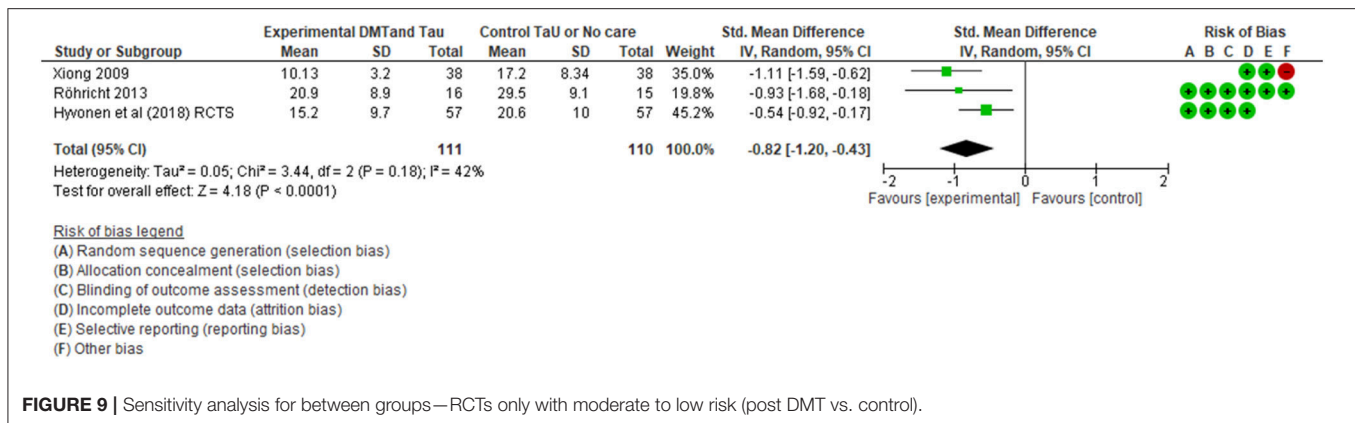 Experimental DMTand Tau Control TaU or No care Std. Mean Difference Std. Mean Difference Risk of Bias
Study or Subgroup Mean SD Total Mean SD Total Weight IV, Random, 95% CI IV, Random, 95% CI A B C D E F
Xiong 2009 10.13 3.2 38 17.2 8.34 38 35.0% -1.11 [-1.59, -0.62] + + −
Röhricht 2013 20.9 8.9 16 29.5 9.1 15 19.8% -0.93 [-1.68, -0.18] + + + + + +
Hyvonen et al (2018) RCTS 15.2 9.7 57 20.6 10 57 45.2% -0.54 [-0.92, -0.17] + + + +
Total (95% CI) 111 110 100.0% -0.82 [-1.20, -0.43]
Heterogeneity: Tau² = 0.05; Chi² = 3.44, df = 2 (P = 0.18); I² = 42%
Test for overall effect: Z = 4.18 (P < 0.0001)
-2 -1 0 1 2
Favours [experimental] Favours [control]
Risk of bias legend
(A) Random sequence generation (selection bias)
(B) Allocation concealment (selection bias)
(C) Blinding of outcome assessment (detection bias)
(D) Incomplete outcome data (attrition bias)
(E) Selective reporting (reporting bias)
(F) Other bias
FIGURE 9 | Sensitivity analysis for between groups—RCTs only with moderate to low risk (post DMT vs. control).